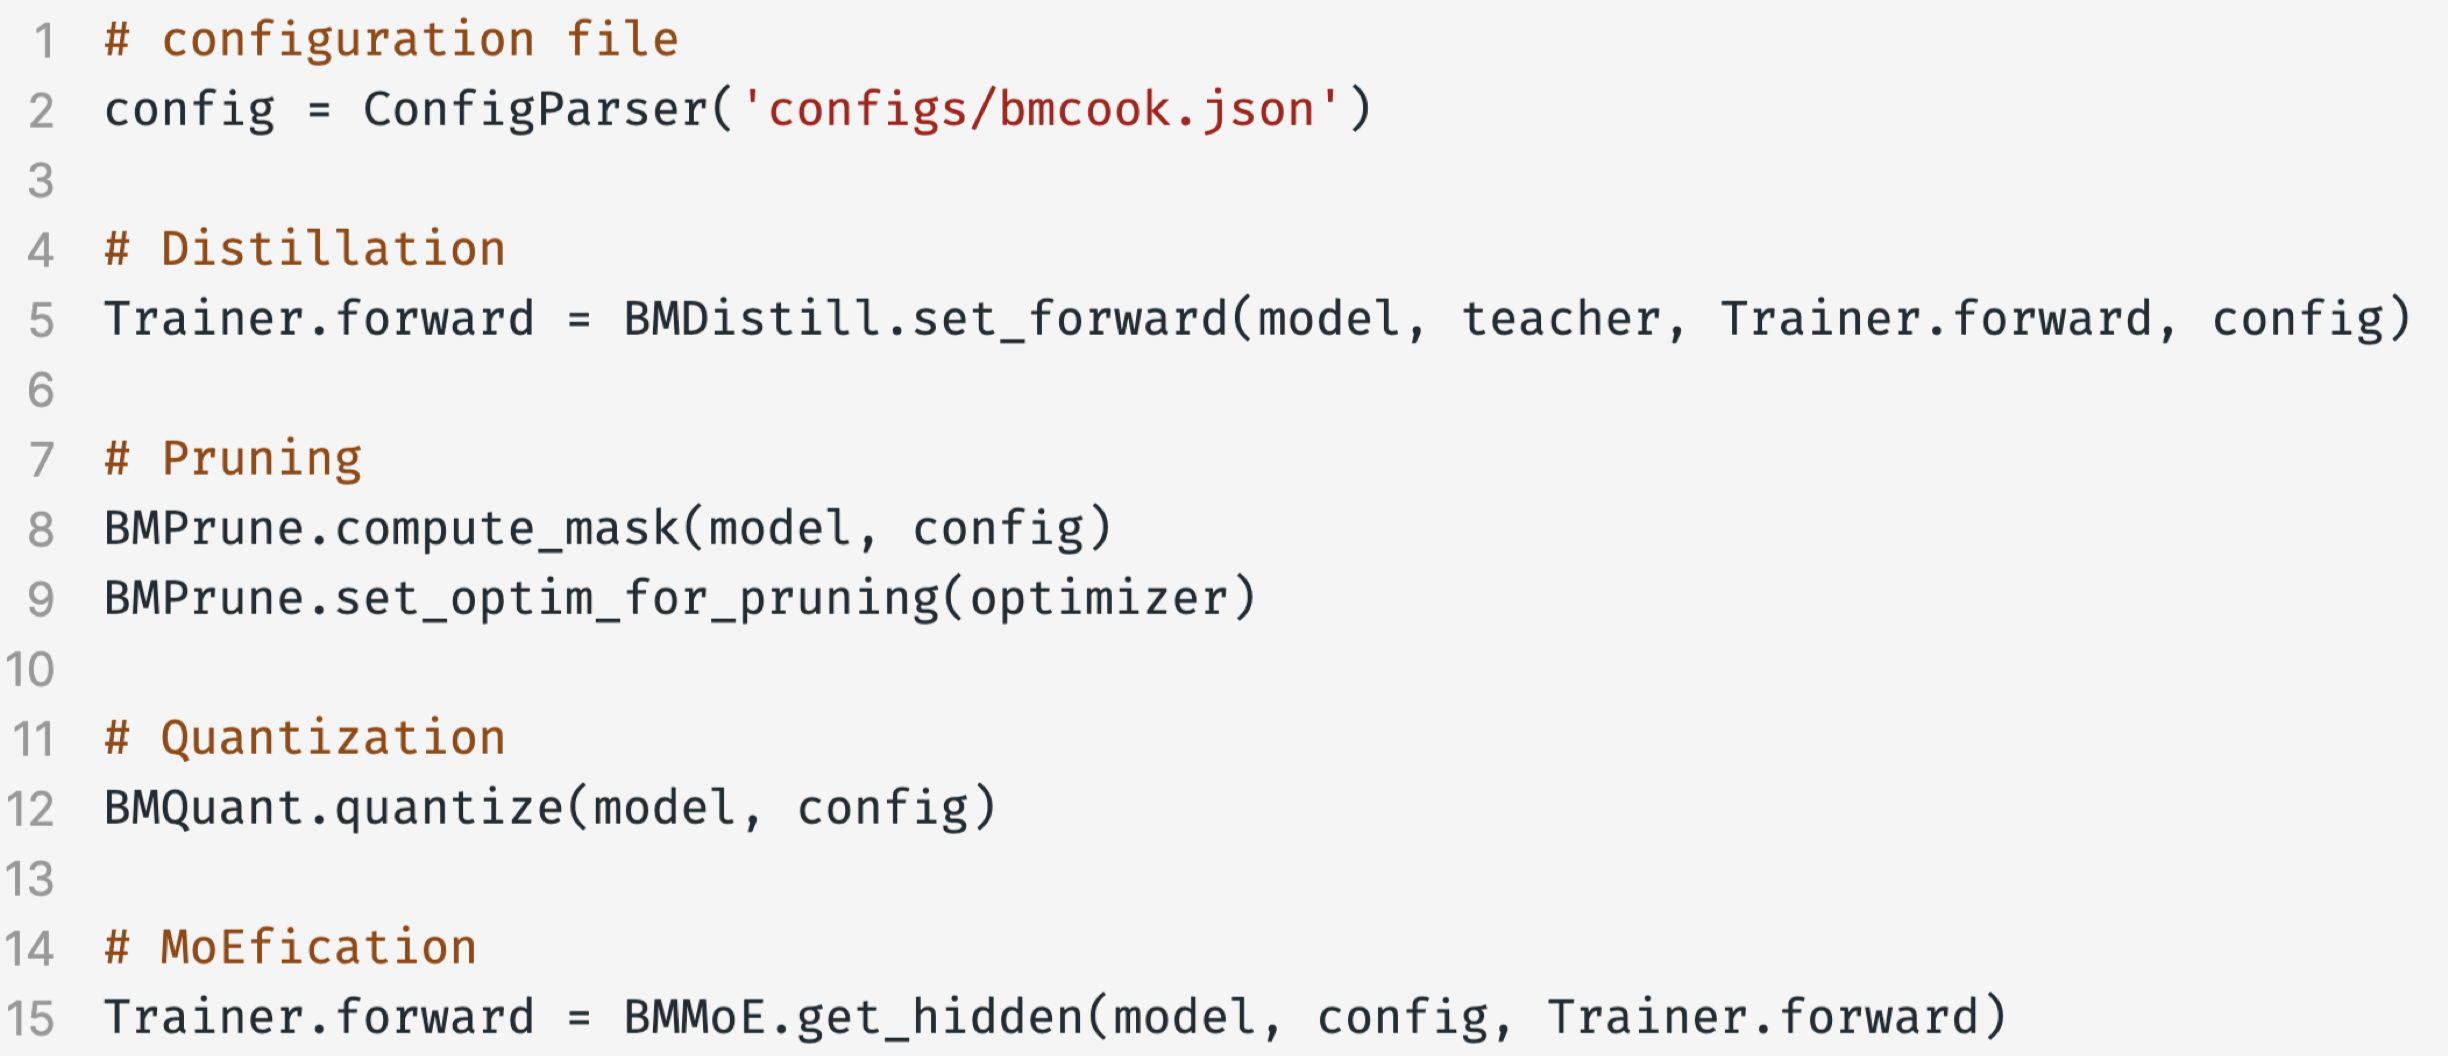 1 # configuration file
2 config = ConfigParser('configs/bmcook.json')
3
4 # Distillation
5 Trainer.forward = BMDistill.set_forward(model, teacher, Trainer.forward, config)
6
7 # Pruning
8 BMPrune.compute_mask(model, config)
9 BMPrune.set_optim_for_pruning(optimizer)
10
11 # Quantization
12 BMQuant.quantize(model, config)
13
14 # MoEfication
15 Trainer.forward = BMMoE.get_hidden(model, config, Trainer.forward)